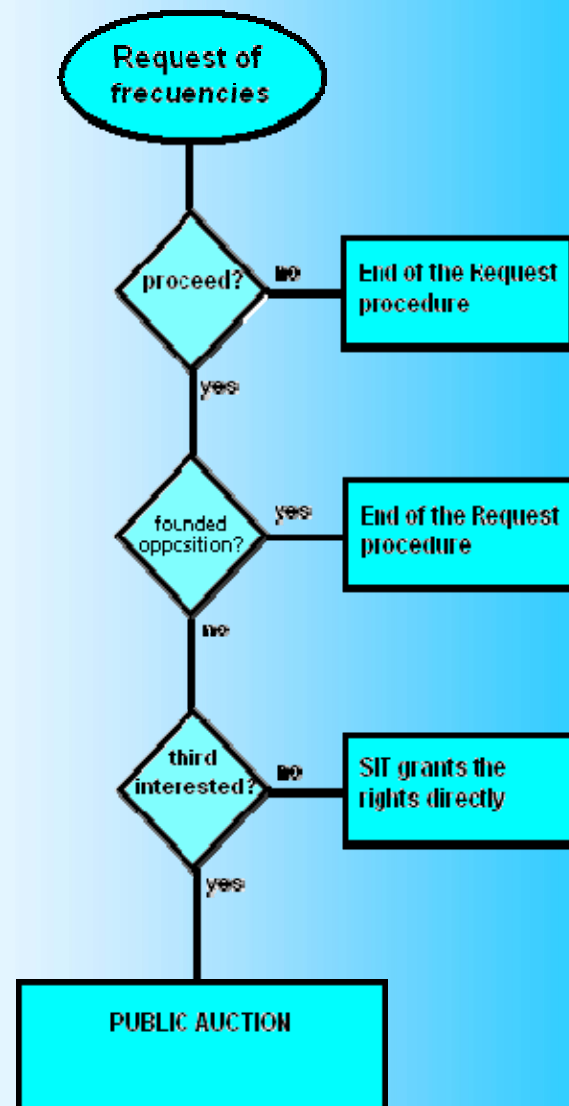 Request of
frecuencies
proceed?
no
End of the Request
procedure
yes
founded
oppcsition?
yes
End of the Request
procedure
no
third
interested?
no
SIT grants the
rights directly
yes
PUBLIC AUCTION